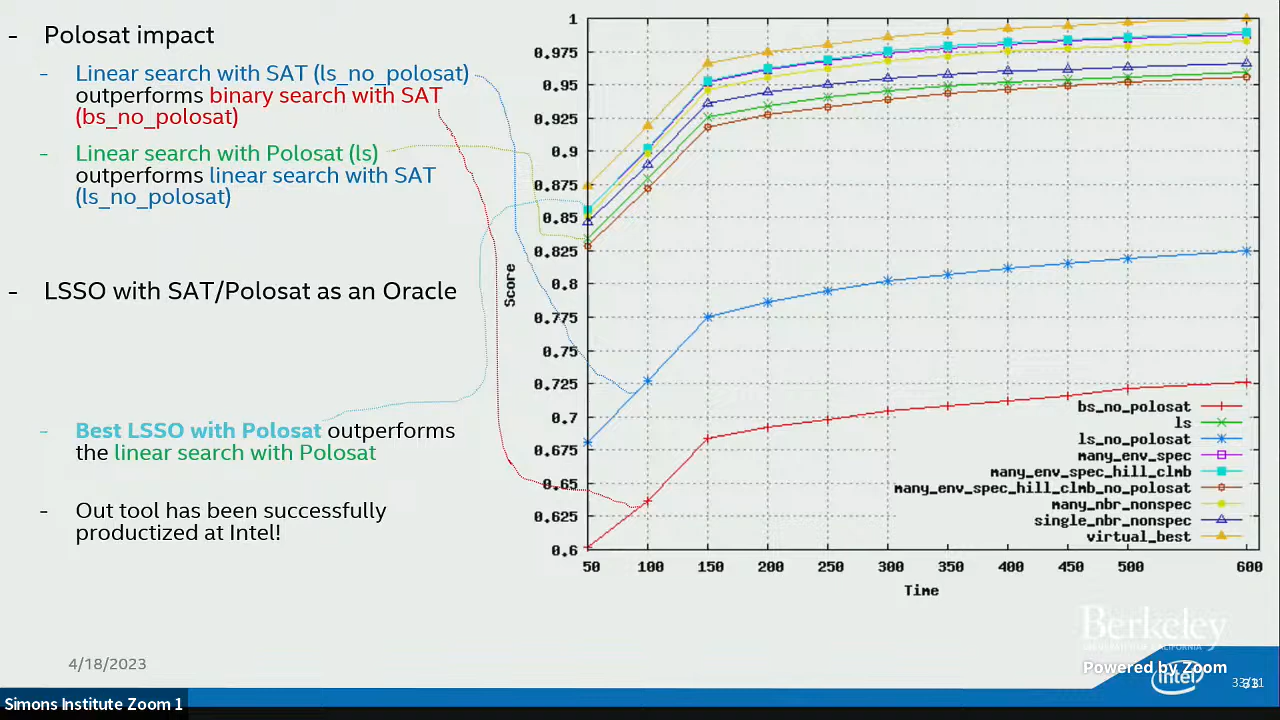 - Polosat impact
- Linear search with SAT (ls_no_polosat)
outperforms binary search with SAT
(bs_no_polosat)
- Linear search with Polosat (ls)
outperforms linear search with SAT
(ls_no_polosat)
- LSSO with SAT/Polosat as an Oracle
- Best LSSO with Polosat outperforms
the linear search with Polosat
- Out tool has been successfully
productized at Intel!
4/18/2023
Simons Institute Zoom 1
Score
1
0.975
0.95
0.925
0.9
0.875
0.85
0.825
0.8
0.775
0.75
0.725
0.7
0.675
0.65
0.625
0.6
50 100 150 200 250 300 350 400 450 500 600
Time
bs_no_polosat
ls
ls_no_polosat
many_env_spec
many_env_spec_hill_clmb
many_env_spec_hill_clmb_no_polosat
many_nbr_nonspec
single_nbr_nonspec
virtual_best
Berkeley
UNIVERSITY OF CALIFORNIA
Powered by Zoom
intel